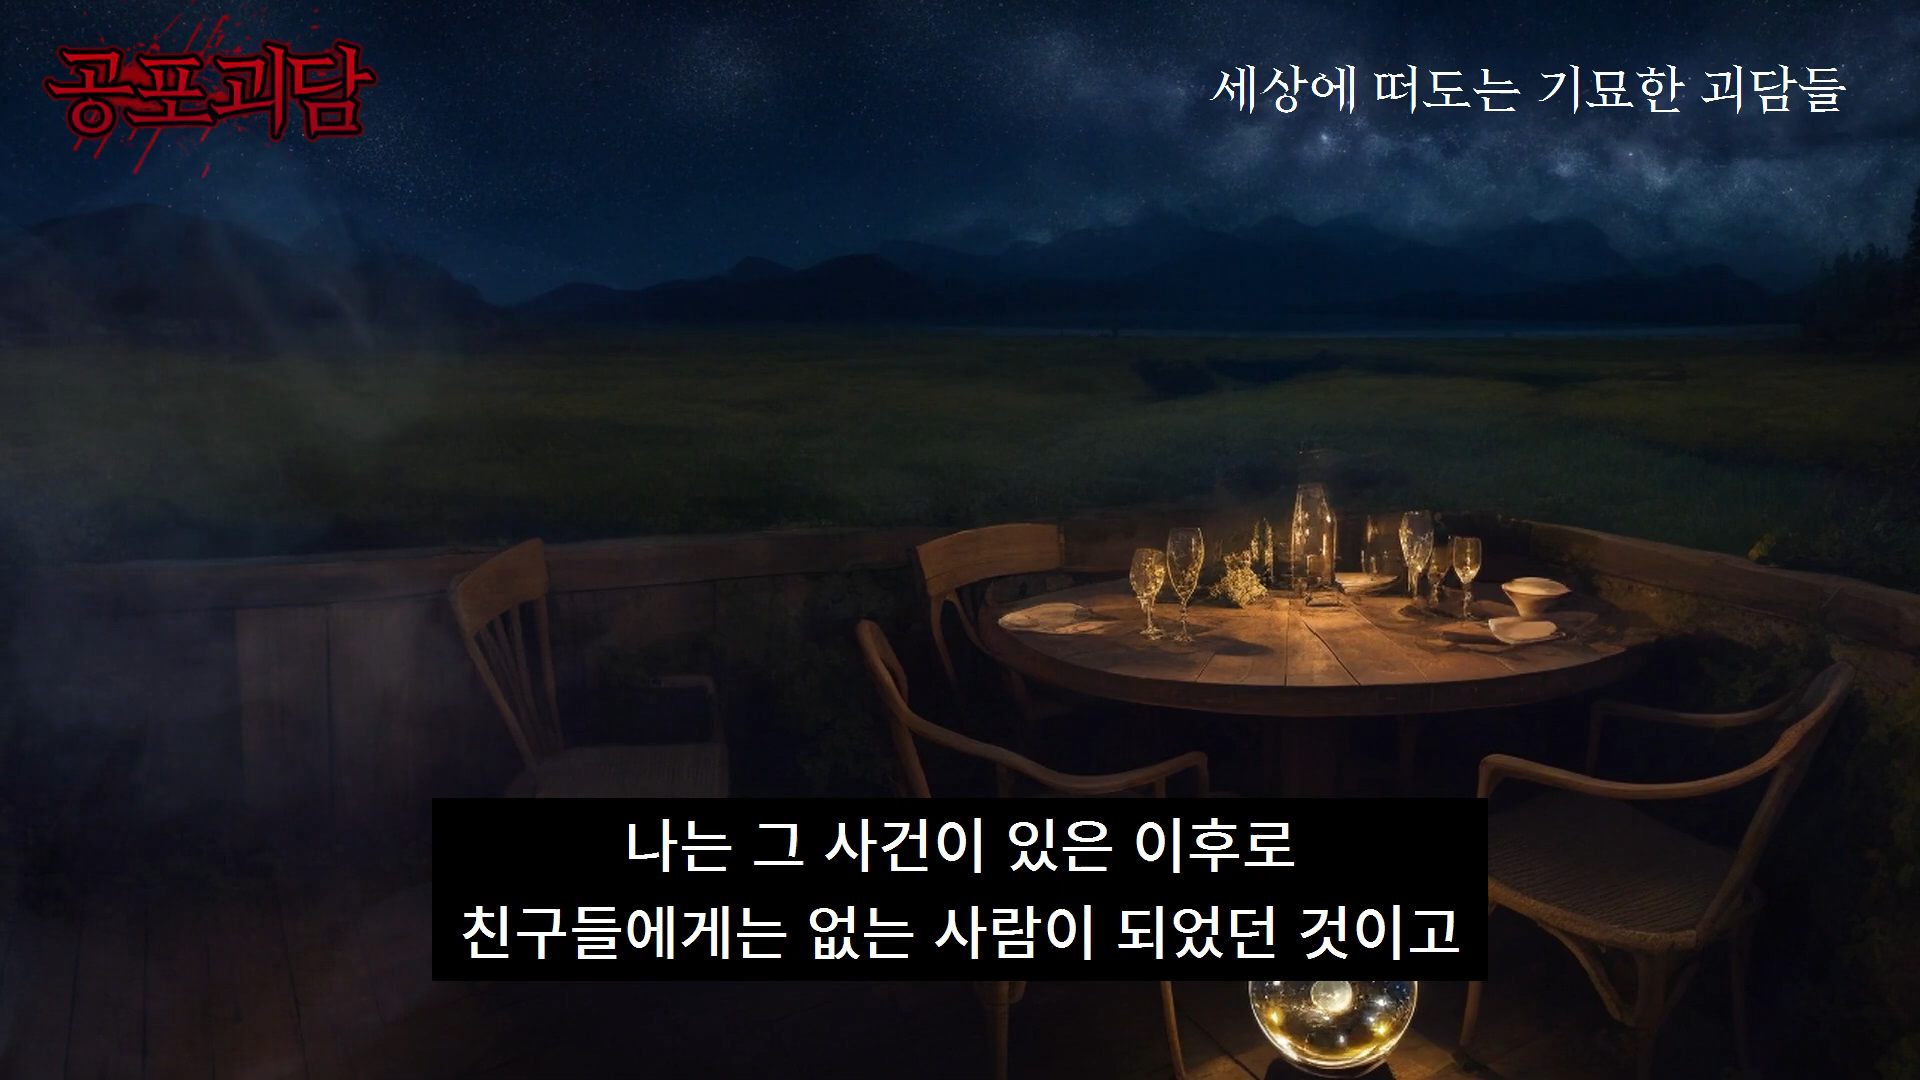 공포괴담
세상에 떠도는 기묘한 괴담들
나는 그 사건이 있은 이후로
친구들에게는 없는 사람이 되었던 것이고